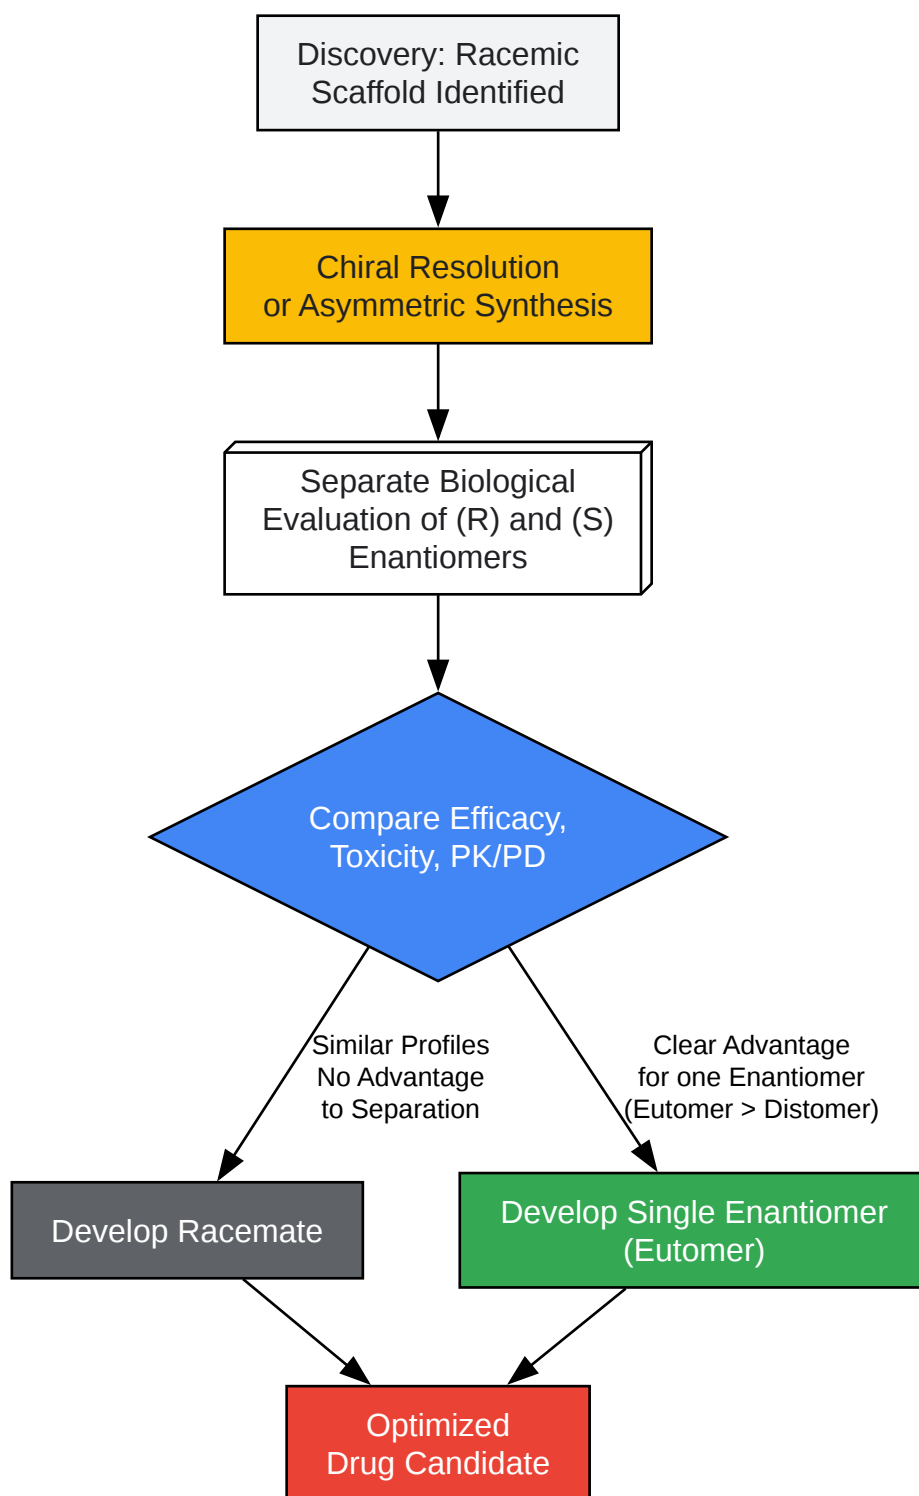 Discovery: Racemic
Scaffold Identified
Chiral Resolution
or Asymmetric Synthesis
Separate Biological
Evaluation of (R) and (S)
Enantiomers
Compare Efficacy,
Toxicity, PK/PD
Similar Profiles
No Advantage
to Separation
Clear Advantage
for one Enantiomer
(Eutomer > Distomer)
Develop Racemate
Develop Single Enantiomer
(Eutomer)
Optimized
Drug Candidate